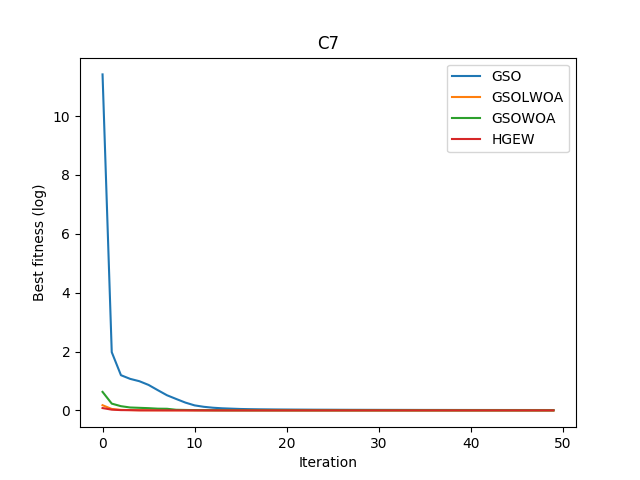 C7
GSO
GSOLWOA
GSOWOA
HGEW
10
8
6
4
2
0
Best fitness (log)
0 10 20 30 40 50
Iteration